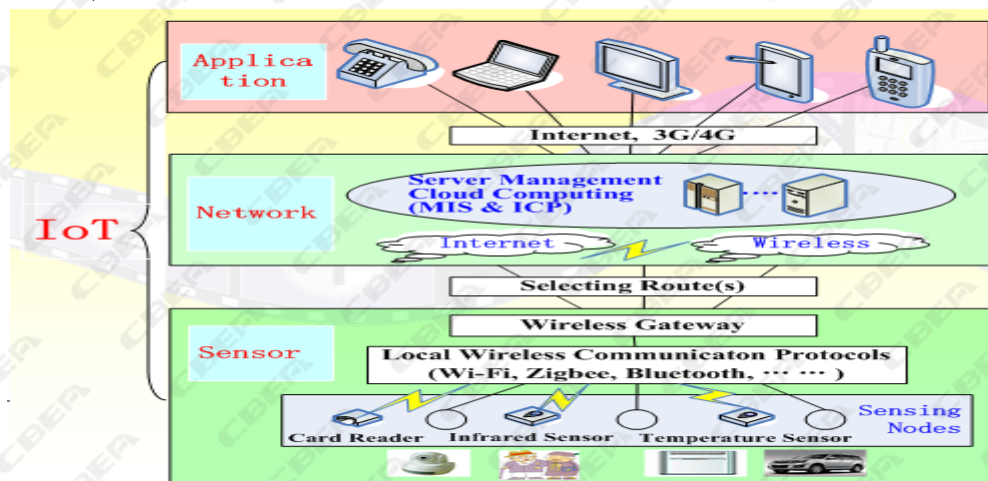 Applica
tion
Internet, 3G/4G
IoT
Network
Server Management
Cloud Computing
(MIS & ICP)
Internet
Wireless
Selecting Route(s)
Sensor
Wireless Gateway
Local Wireless Communicaton Protocols
(Wi-Fi, Zigbee, Bluetooth, ⋯ ⋯ )
Sensing
Nodes
Card Reader
Infrared Sensor
Temperature Sensor
CBEA